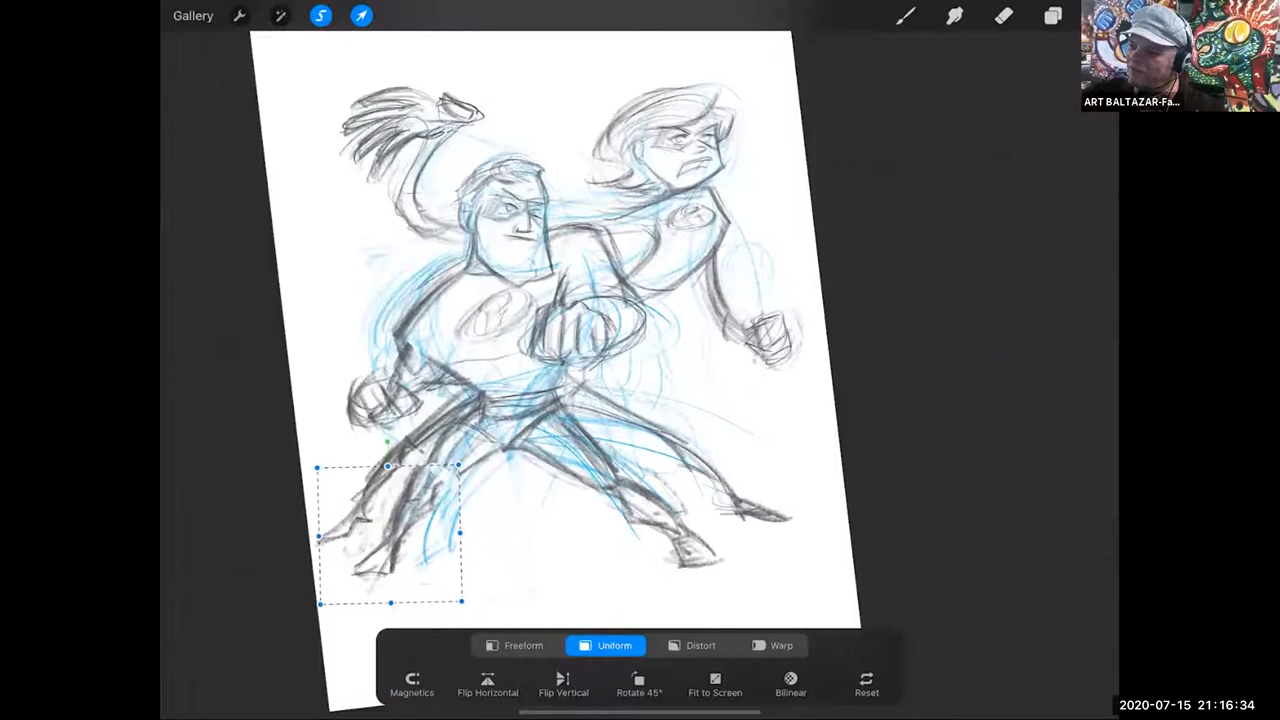 Gallery
ART BALTAZAR-Fa...
Freeform Uniform Distort Warp
Magnetics Flip Horizontal Flip Vertical Rotate 45° Fit to Screen Bilinear Reset
2020-07-15 21:16:34